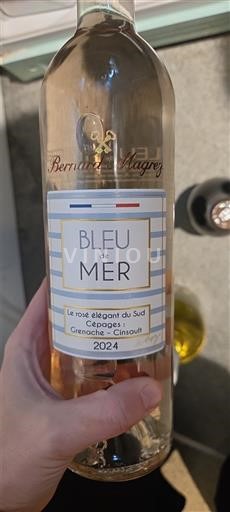 Bernard Magrez
BLEU
de
MER
Le rosé élégant du Sud
Cépages :
Grenache - Cinsault
2024